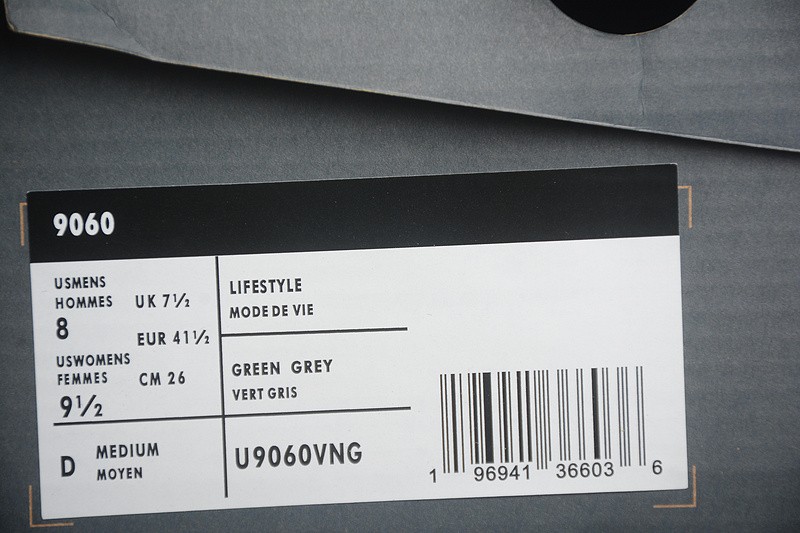 9060
USMENS
HOMMES
8
UK 7½
EUR 41½
USWOMENS
FEMMES
9½
CM 26
LIFESTYLE
MODE DE VIE
GREEN GREY
VERT GRIS
D MEDIUM
MOYEN
U9060VNG
1 96941 36603 6